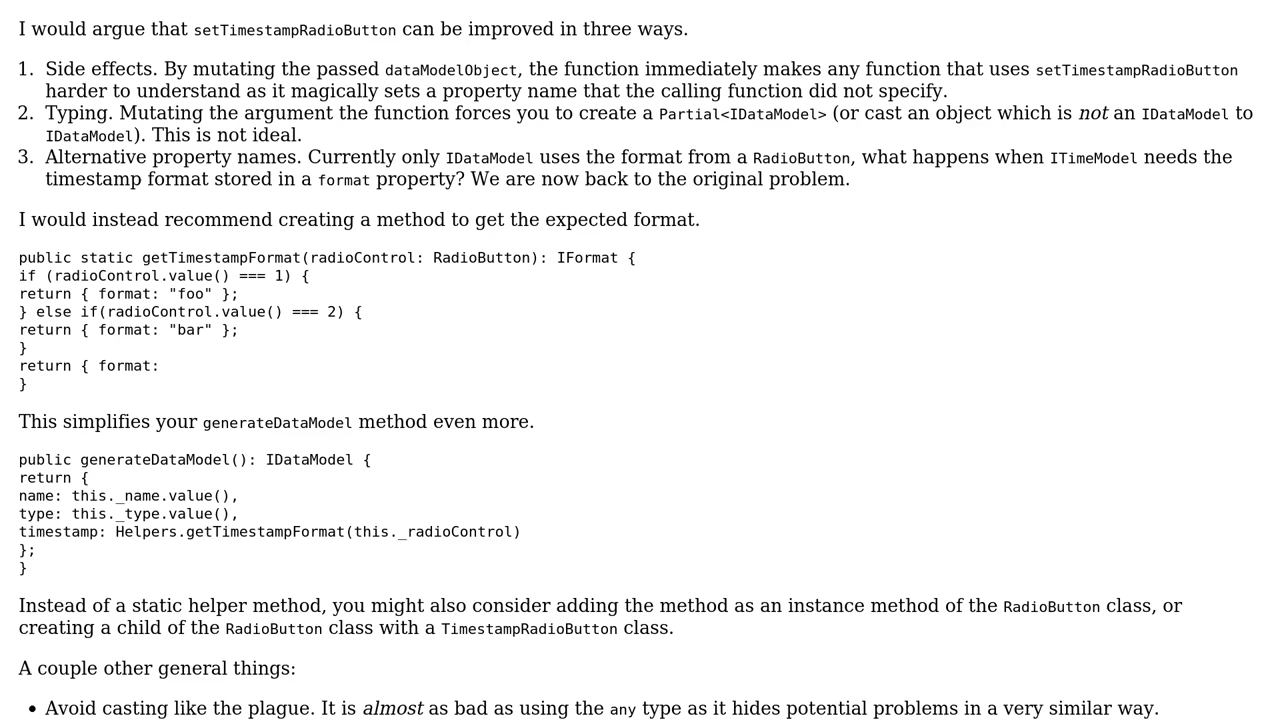 I would argue that setTimestampRadioButton can be improved in three ways.
1. Side effects. By mutating the passed dataModelObject, the function immediately makes any function that uses setTimestampRadioButton
harder to understand as it magically sets a property name that the calling function did not specify.
2. Typing. Mutating the argument the function forces you to create a Partial<IDataModel> (or cast an object which is not an IDataModel to
IDataModel). This is not ideal.
3. Alternative property names. Currently only IDataModel uses the format from a RadioButton, what happens when ITimeModel needs the
timestamp format stored in a format property? We are now back to the original problem.
I would instead recommend creating a method to get the expected format.
public static getTimestampFormat(radioControl: RadioButton): IFormat {
if (radioControl.value() === 1) {
return { format: "foo" };
} else if(radioControl.value() === 2) {
return { format: "bar" };
}
return { format:
}
This simplifies your generateDataModel method even more.
public generateDataModel(): IDataModel {
return {
name: this._name.value(),
type: this._type.value(),
timestamp: Helpers.getTimestampFormat(this._radioControl)
};
}
Instead of a static helper method, you might also consider adding the method as an instance method of the RadioButton class, or
creating a child of the RadioButton class with a TimestampRadioButton class.
A couple other general things:
• Avoid casting like the plague. It is almost as bad as using the any type as it hides potential problems in a very similar way.